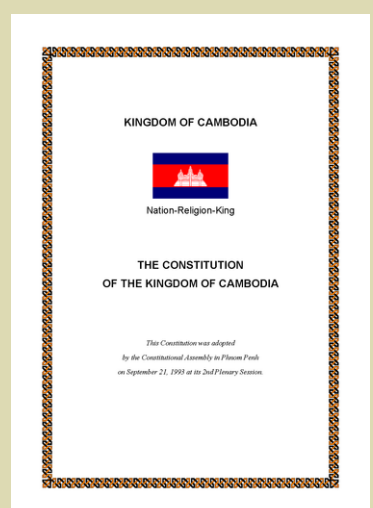 KINGDOM OF CAMBODIA
Nation-Religion-King
THE CONSTITUTION
OF THE KINGDOM OF CAMBODIA
This Constitution was adopted
by the Constitutional Assembly in Phnom Penh
on September 21, 1993 at its 2nd Plenary Session.